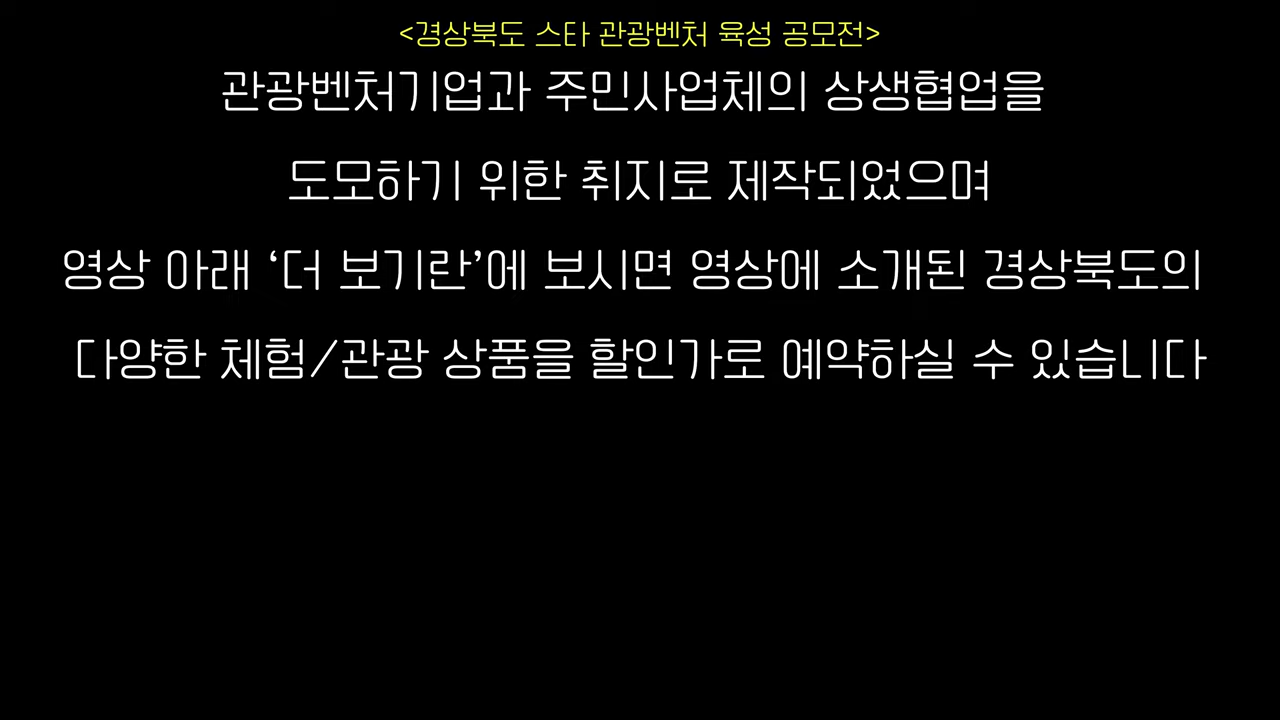 <경상북도 스타 관광벤처 육성 공모전>
관광벤처기업과 주민사업체의 상생협업을
도모하기 위한 취지로 제작되었으며
영상 아래 ‘더 보기란’에 보시면 영상에 소개된 경상북도의
다양한 체험/관광 상품을 할인가로 예약하실 수 있습니다